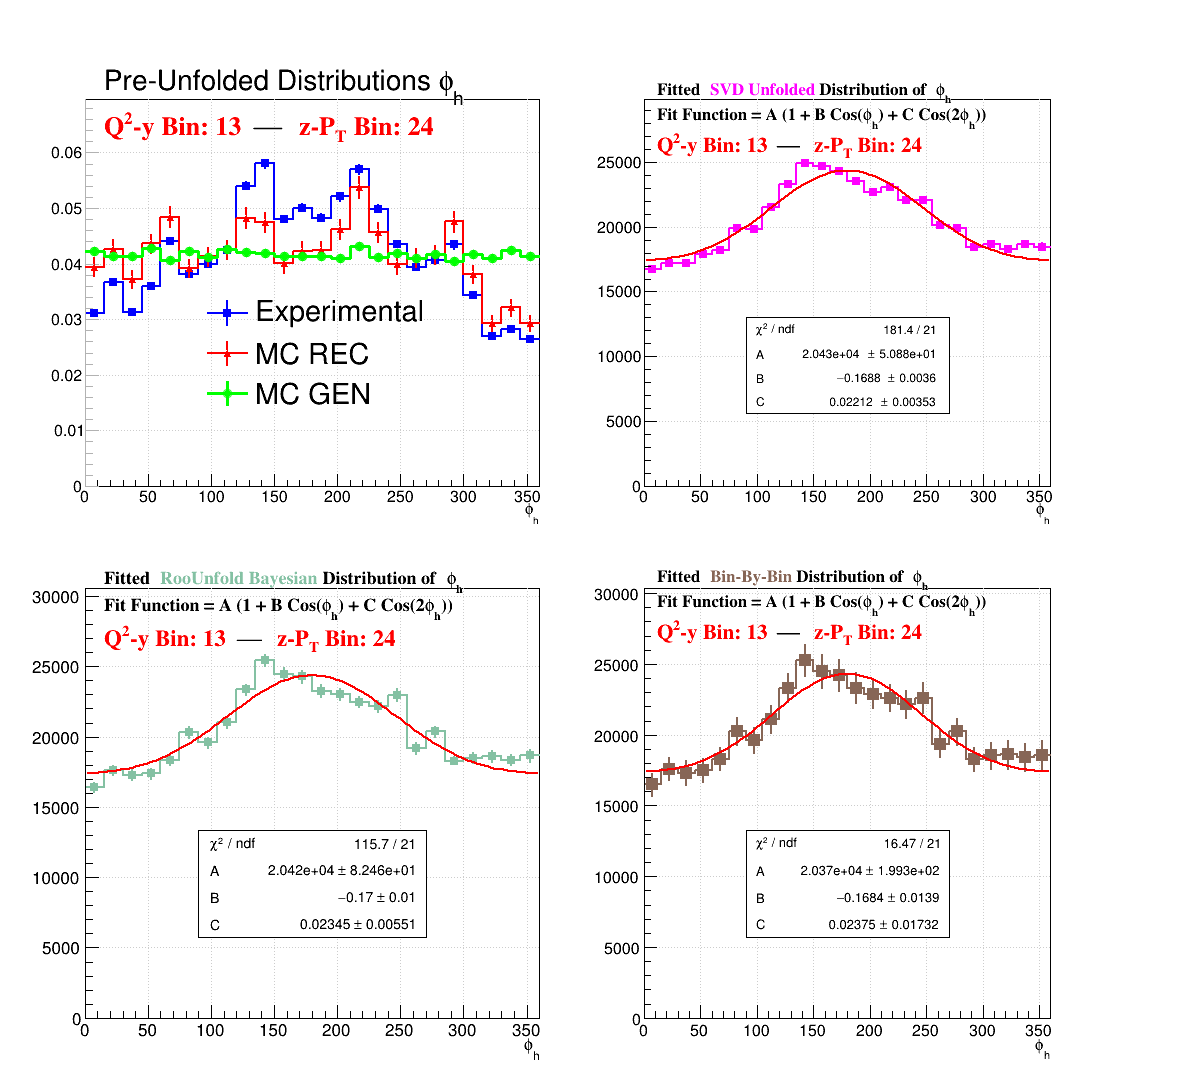 Pre-Unfolded Distributions ϕh
Q2-y Bin: 13 — z-PT Bin: 24
0.06
0.05
0.04
0.03
0.02
0.01
0
Experimental
MC REC
MC GEN
0 50 100 150 200 250 300 350
ϕh
Fitted SVD Unfolded Distribution of ϕh
Fit Function = A (1 + B Cos(ϕh) + C Cos(2ϕh))
Q2-y Bin: 13 — z-PT Bin: 24
25000
20000
15000
10000
5000
0
χ2 / ndf 181.4 / 21
A 2.043e+04 ± 5.088e+01
B −0.1688 ± 0.0036
C 0.02212 ± 0.00353
0 50 100 150 200 250 300 350
ϕh
Fitted RooUnfold Bayesian Distribution of ϕh
Fit Function = A (1 + B Cos(ϕh) + C Cos(2ϕh))
Q2-y Bin: 13 — z-PT Bin: 24
30000
25000
20000
15000
10000
5000
0
χ2 / ndf 115.7 / 21
A 2.042e+04 ± 8.246e+01
B −0.17 ± 0.01
C 0.02345 ± 0.00551
0 50 100 150 200 250 300 350
ϕh
Fitted Bin-By-Bin Distribution of ϕh
Fit Function = A (1 + B Cos(ϕh) + C Cos(2ϕh))
Q2-y Bin: 13 — z-PT Bin: 24
30000
25000
20000
15000
10000
5000
0
χ2 / ndf 16.47 / 21
A 2.037e+04 ± 1.993e+02
B −0.1684 ± 0.0139
C 0.02375 ± 0.01732
0 50 100 150 200 250 300 350
ϕh